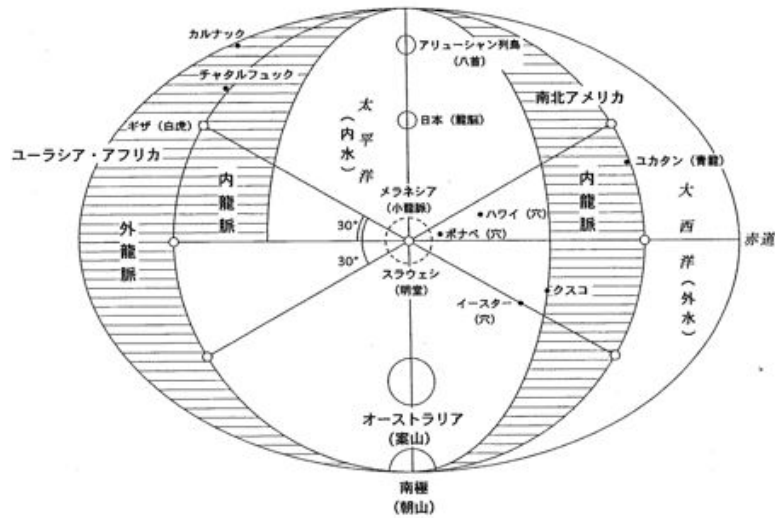 カルナック
アリューシャン列島
(八首)
チャタルフュック
南北アメリカ
太平洋
(内水)
日本(龍脳)
ギザ(白虎)
ユーラシア・アフリカ
ユカタン(青龍)
内龍脈
内龍脈
メラネシア
(小龍脈)
大西洋(外水)
ハワイ(穴)
30°
ポナペ(穴)
外龍脈
赤道
30°
スラウェシ
(明堂)
クスコ
イースター
(穴)
オーストラリア
(案山)
南極
(朝山)